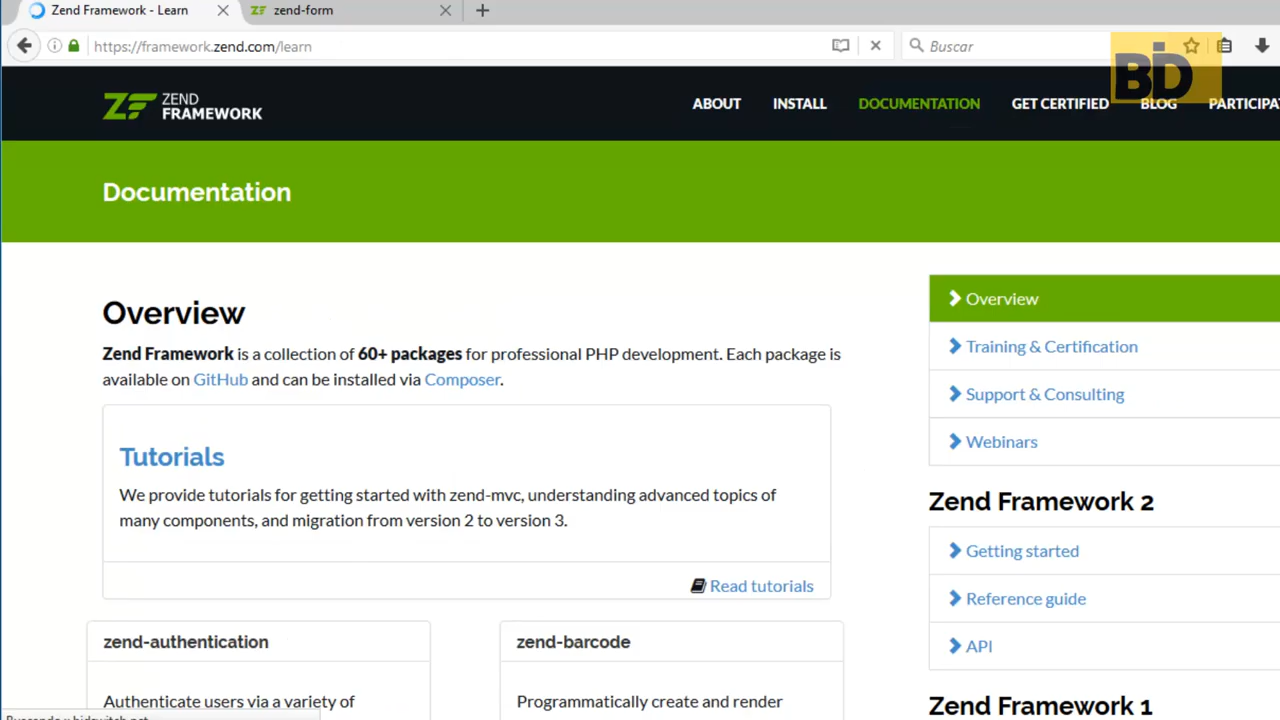 Zend Framework - Learn
zend-form
https://framework.zend.com/learn
Buscar
BID
ZEND
FRAMEWORK
ABOUT
INSTALL
DOCUMENTATION
GET CERTIFIED
BLOG
Documentation
Overview
Zend Framework is a collection of 60+ packages for professional PHP development. Each package is
available on GitHub and can be installed via Composer.
Tutorials
We provide tutorials for getting started with zend-mvc, understanding advanced topics of
many components, and migration from version 2 to version 3.
Read tutorials
zend-authentication
Authenticate users via a variety of
zend-barcode
Programmatically create and render
Overview
Training & Certification
Support & Consulting
Webinars
Zend Framework 2
Getting started
Reference guide
API
Zend Framework 1